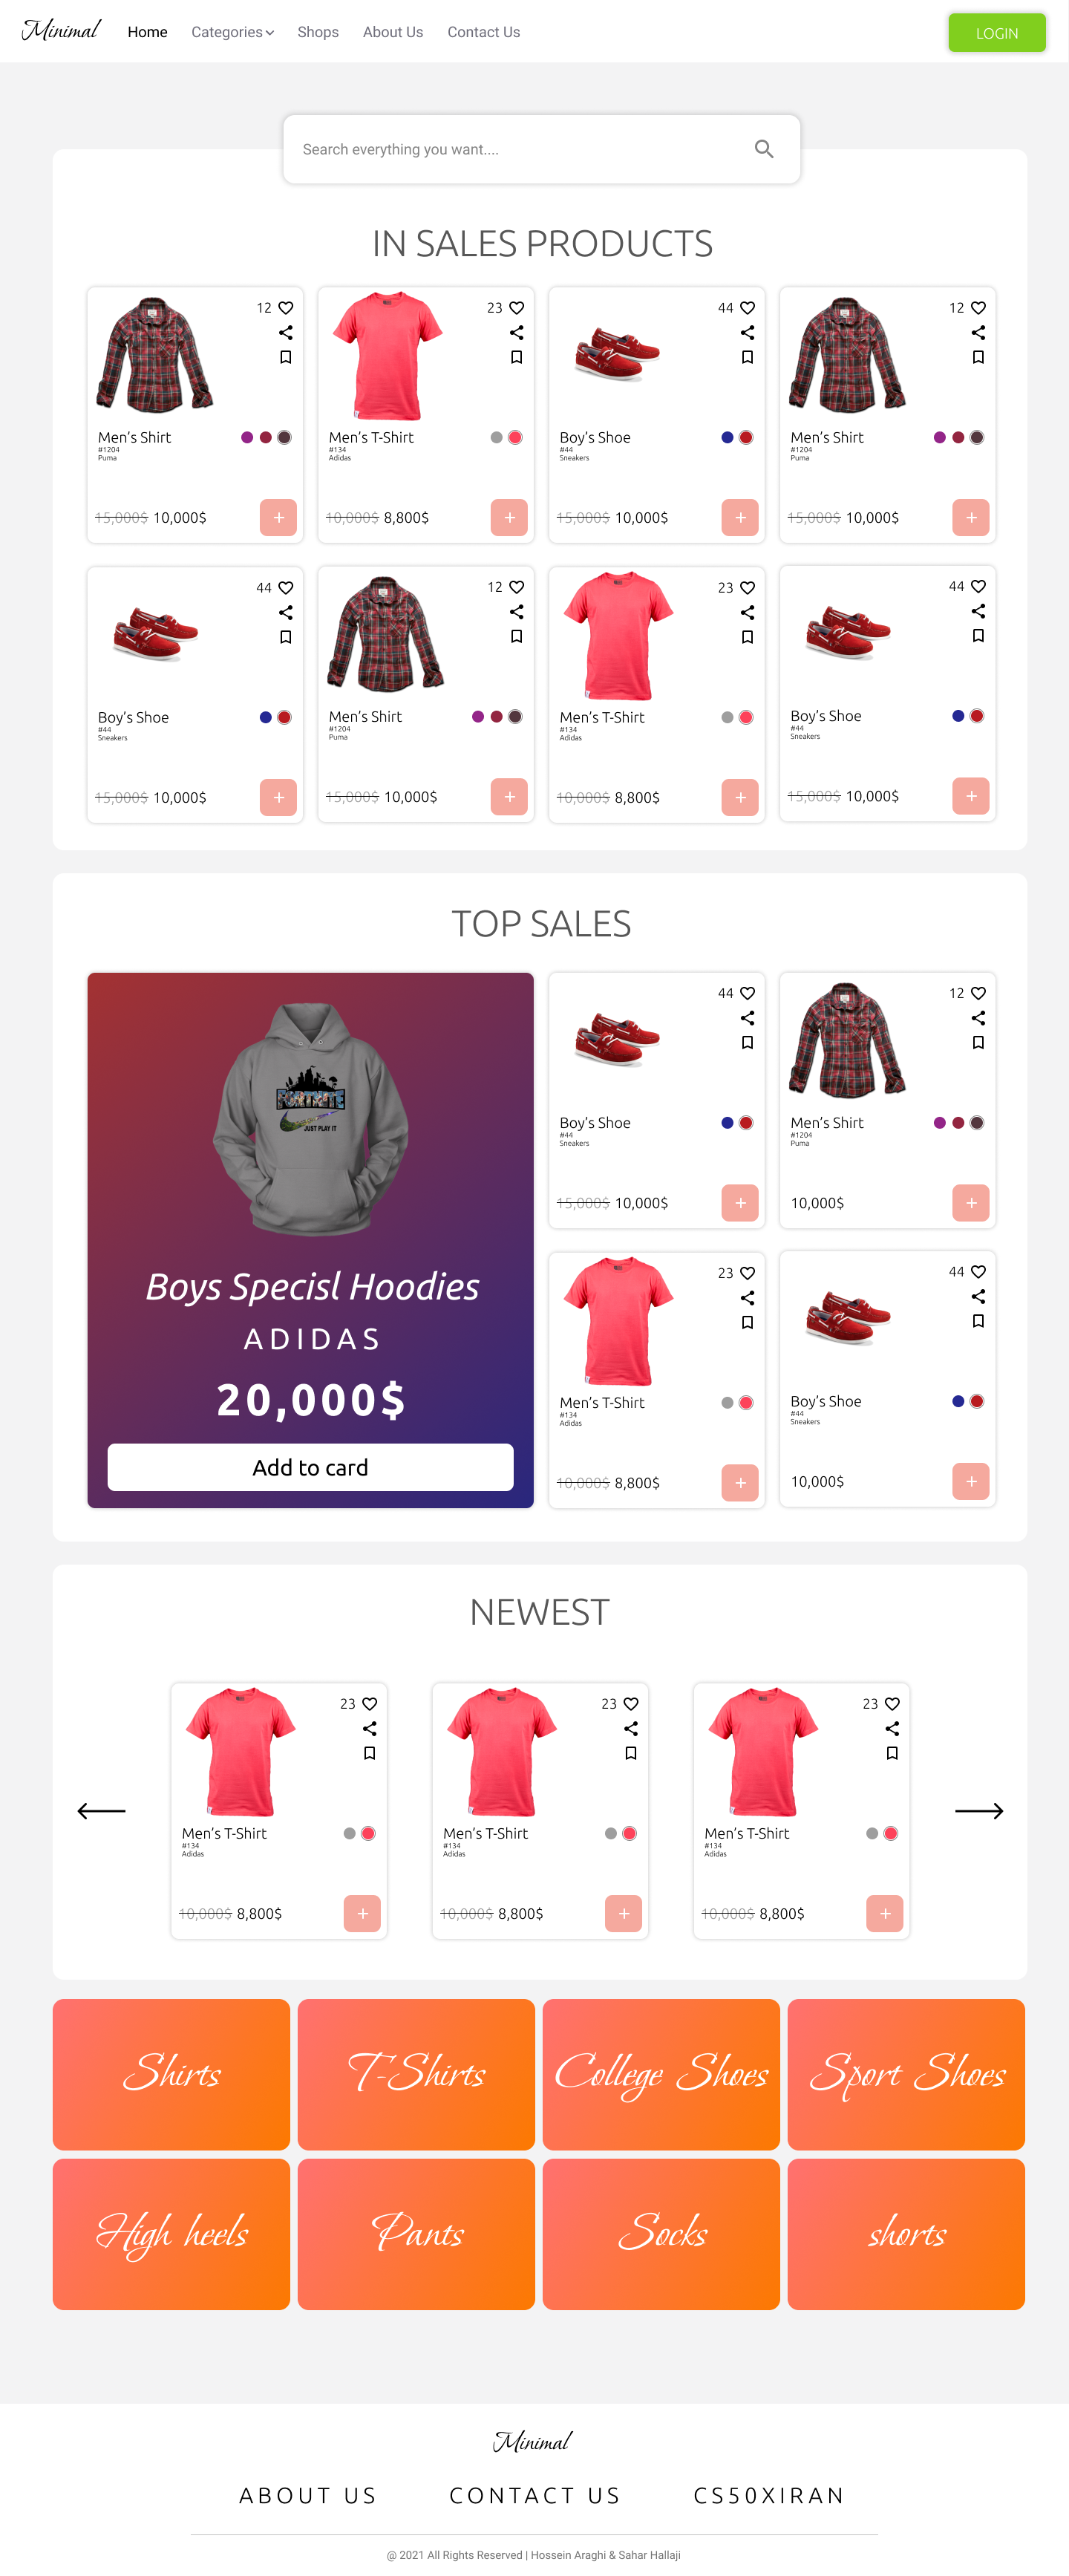 Minimal Home Categories Shops About Us Contact Us LOGIN
Search everything you want....
IN SALES PRODUCTS
12
Men's Shirt
#1204
Puma
15,000$ 10,000$
+
23
Men's T-Shirt
#134
Adidas
10,000$ 8,800$
+
44
Boy's Shoe
#44
Sneakers
15,000$ 10,000$
+
12
Men's Shirt
#1204
Puma
15,000$ 10,000$
+
44
Boy's Shoe
#44
Sneakers
15,000$ 10,000$
+
12
Men's Shirt
#1204
Puma
15,000$ 10,000$
+
23
Men's T-Shirt
#134
Adidas
10,000$ 8,800$
+
44
Boy's Shoe
#44
Sneakers
15,000$ 10,000$
+
TOP SALES
FORTNITE
JUST PLAY IT
Boys Specisl Hoodies
ADIDAS
20,000$
Add to card
44
Boy's Shoe
#44
Sneakers
15,000$ 10,000$
+
12
Men's Shirt
#1204
Puma
10,000$
+
23
Men's T-Shirt
#134
Adidas
10,000$ 8,800$
+
44
Boy's Shoe
#44
Sneakers
10,000$
+
NEWEST
23
Men's T-Shirt
#134
Adidas
10,000$ 8,800$
+
23
Men's T-Shirt
#134
Adidas
10,000$ 8,800$
+
23
Men's T-Shirt
#134
Adidas
10,000$ 8,800$
+
Shirts
T-Shirts
College Shoes
Sport Shoes
High heels
Pants
Socks
shorts
Minimal
ABOUT US CONTACT US CS50XIRAN
@ 2021 All Rights Reserved | Hossein Araghi & Sahar Hallaji